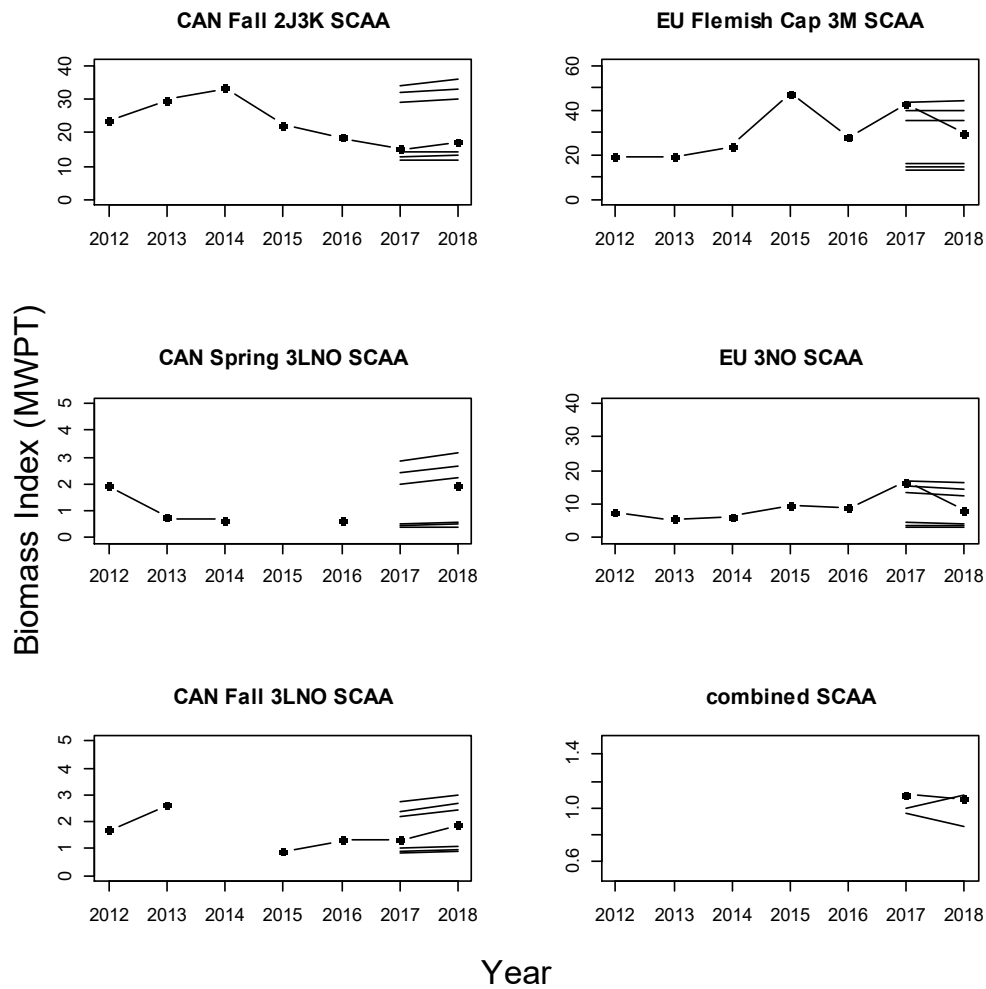 CAN Fall 2J3K SCAA
40
30
20
10
0
2012 2013 2014 2015 2016 2017 2018
EU Flemish Cap 3M SCAA
60
40
20
0
2012 2013 2014 2015 2016 2017 2018
Biomass Index (MWPT)
CAN Spring 3LNO SCAA
5
4
3
2
1
0
2012 2013 2014 2015 2016 2017 2018
EU 3NO SCAA
40
30
20
10
0
2012 2013 2014 2015 2016 2017 2018
CAN Fall 3LNO SCAA
5
4
3
2
1
0
2012 2013 2014 2015 2016 2017 2018
combined SCAA
1.4
1.0
0.6
2012 2013 2014 2015 2016 2017 2018
Year